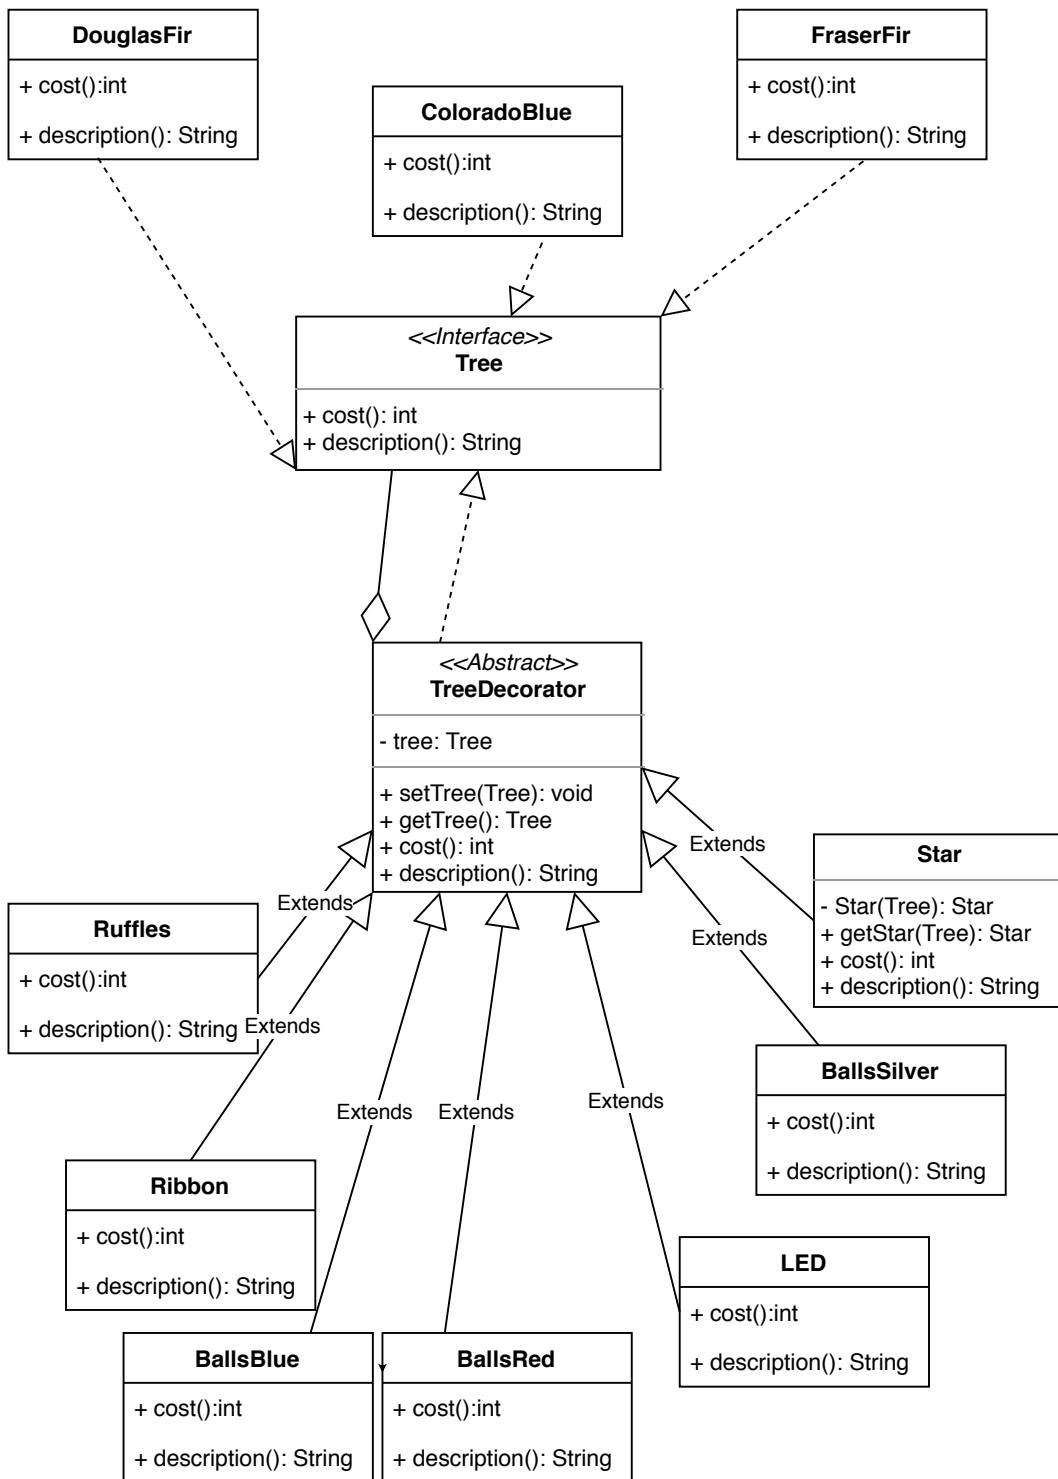 DouglasFir
+ cost():int
+ description(): String
ColoradoBlue
+ cost():int
+ description(): String
FraserFir
+ cost():int
+ description(): String
<<Interface>>
Tree
+ cost(): int
+ description(): String
<<Abstract>>
TreeDecorator
- tree: Tree
+ setTree(Tree): void
+ getTree(): Tree
+ cost(): int
+ description(): String
Extends
Star
- Star(Tree): Star
+ getStar(Tree): Star
+ cost(): int
+ description(): String
Extends
Ruffles
+ cost():int
+ description(): String
Extends
Extends
Extends
Extends
Extends
BallsSilver
+ cost():int
+ description(): String
Ribbon
+ cost():int
+ description(): String
LED
+ cost():int
+ description(): String
BallsBlue
+ cost():int
+ description(): String
BallsRed
+ cost():int
+ description(): String